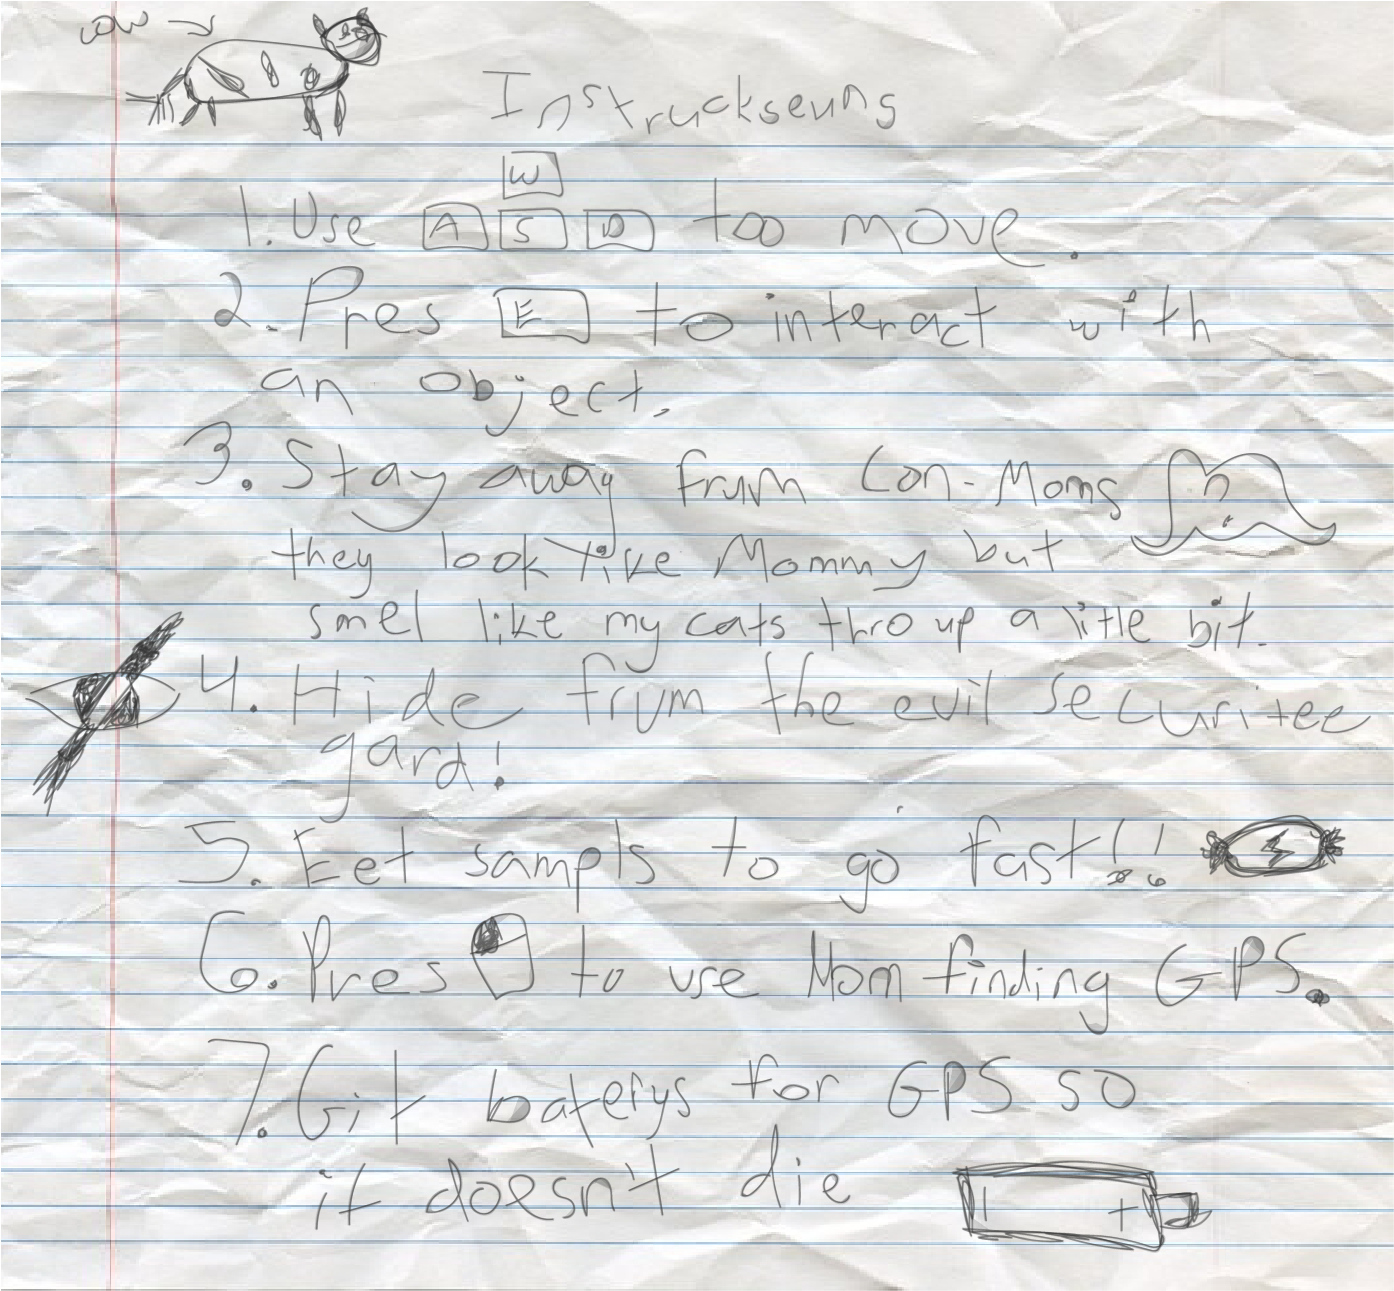 cow
Instruckseuns
W
1. Use A S D too move.
2. Pres E to interact with
an object.
3. Stay away frum Con-Moms
they look like Mommy but
smel like my cats thro up a litle bit.
4. Hide frum the evil securitee
gard!
5. Eet sampls to go fast!!
6. Pres to use Mom finding GPS.
7. Git baterys for GPS so
it doesn't die